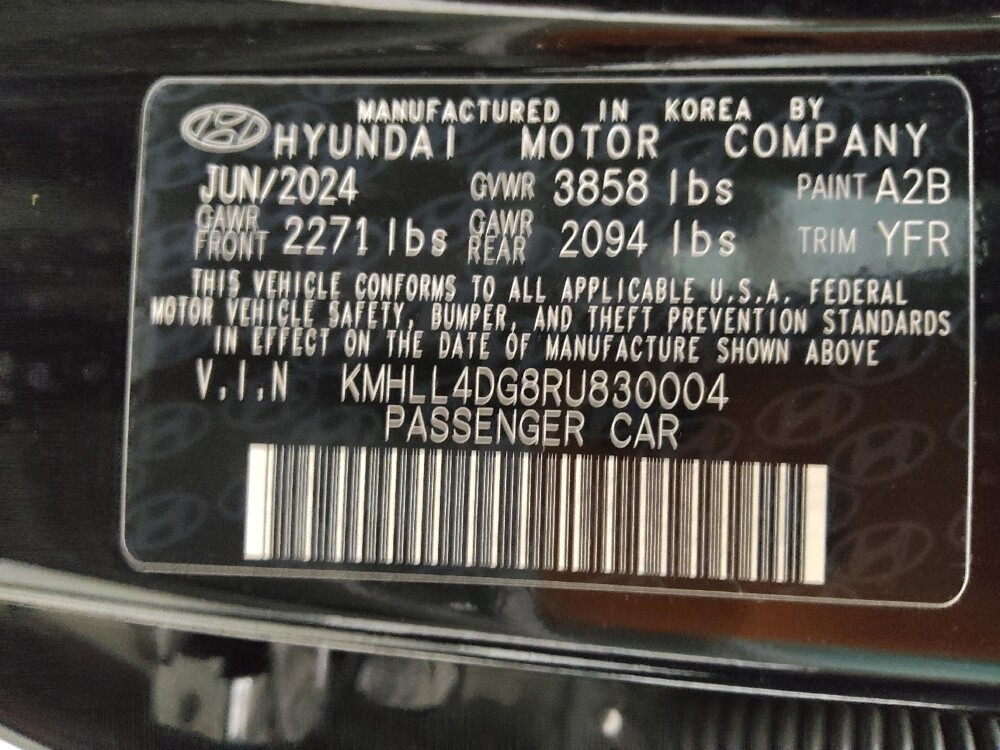 MANUFACTURED IN KOREA BY
HYUNDAI MOTOR COMPANY
JUN/2024 GVWR 3858 lbs PAINT A2B
GAWR FRONT 2271 lbs GAWR REAR 2094 lbs TRIM YFR
THIS VEHICLE CONFORMS TO ALL APPLICABLE U.S.A. FEDERAL
MOTOR VEHICLE SAFETY, BUMPER, AND THEFT PREVENTION STANDARDS
IN EFFECT ON THE DATE OF MANUFACTURE SHOWN ABOVE
V.I.N KMHLL4DG8RU830004
PASSENGER CAR